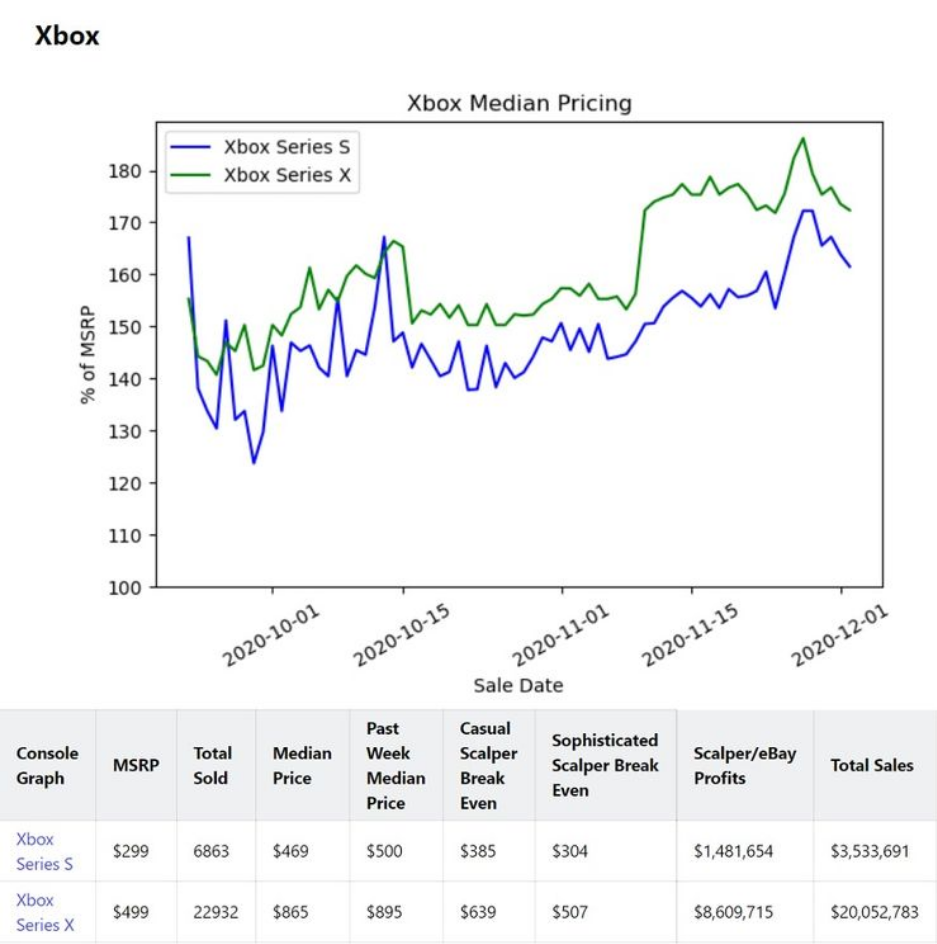 Xbox
Xbox Median Pricing
Xbox Series S
Xbox Series X
180
170
160
150
140
130
120
110
100
% of MSRP
2020-10-01
2020-10-15
2020-11-01
2020-11-15
2020-12-01
Sale Date
Console Graph
MSRP
Total Sold
Median Price
Past Week Median Price
Casual Scalper Break Even
Sophisticated Scalper Break Even
Scalper/eBay Profits
Total Sales
Xbox Series S
$299
6863
$469
$500
$385
$304
$1,481,654
$3,533,691
Xbox Series X
$499
22932
$865
$895
$639
$507
$8,609,715
$20,052,783